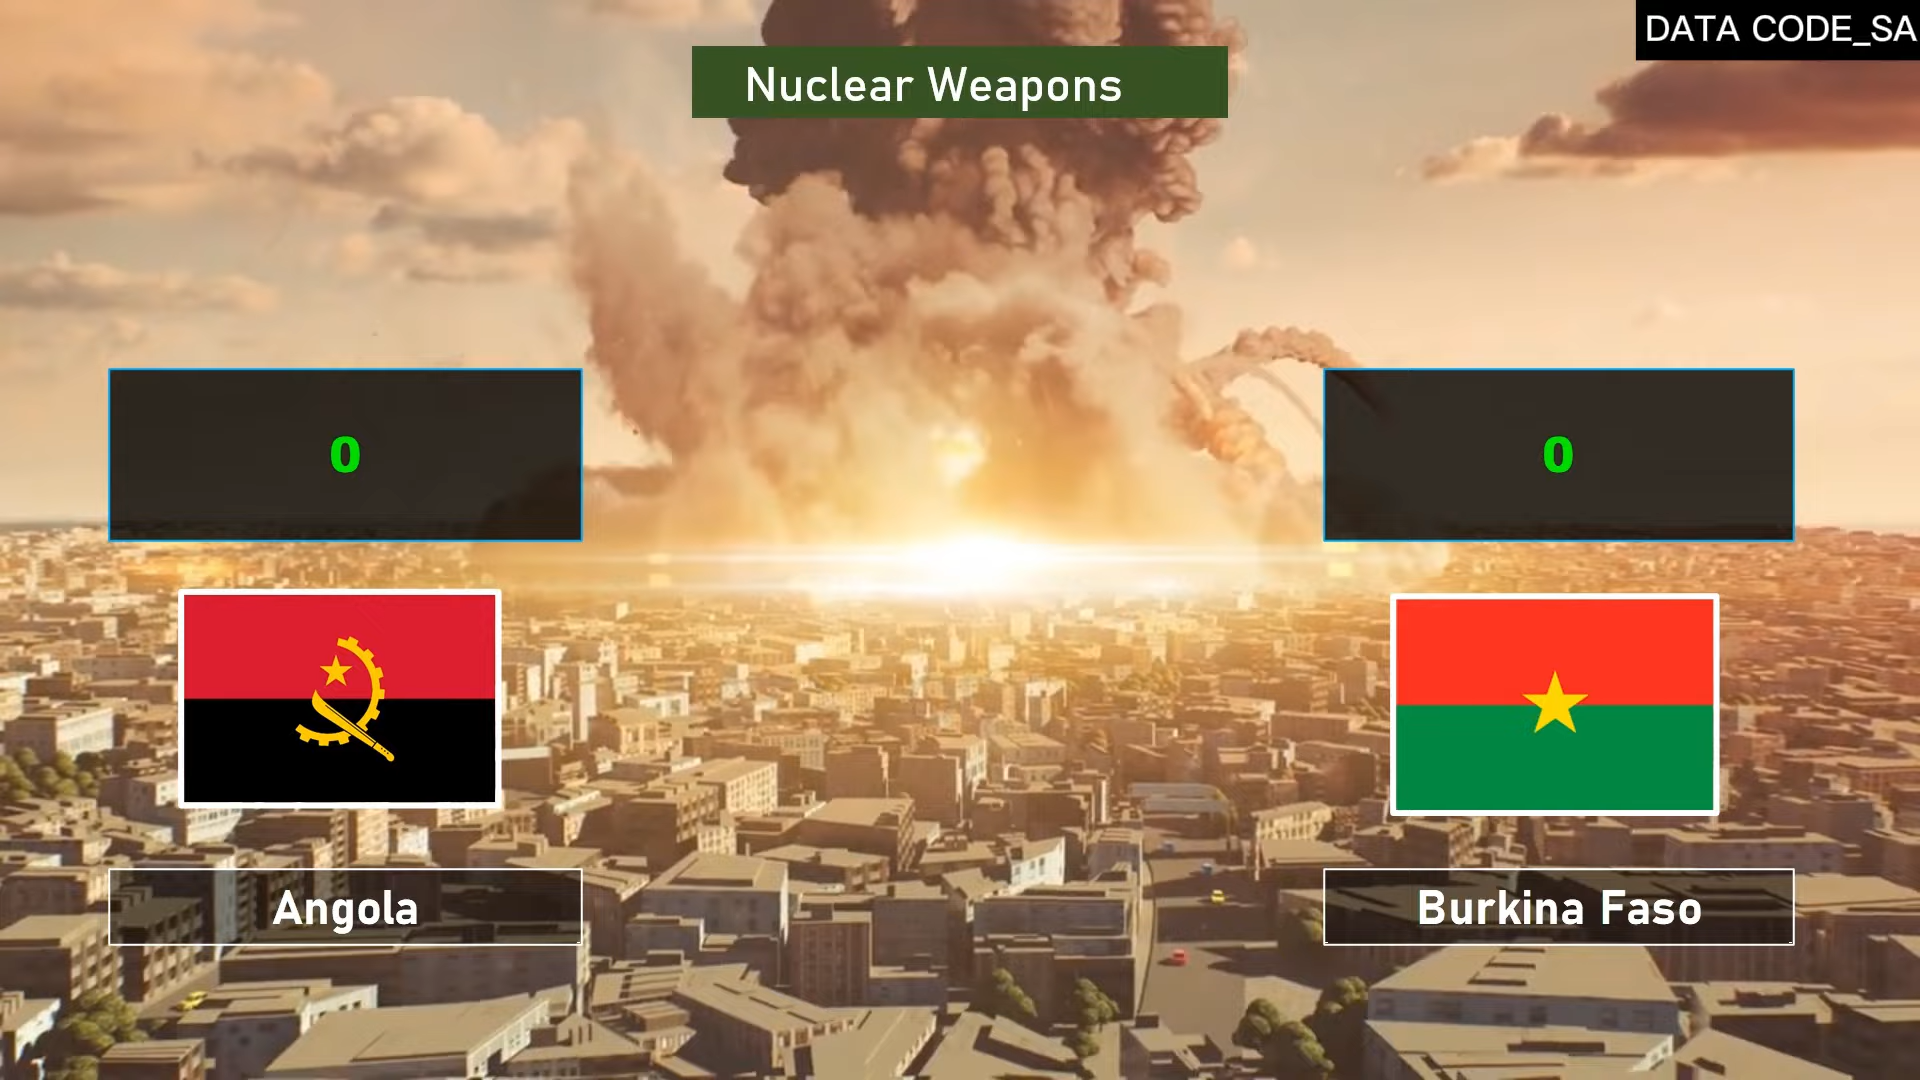 DATA CODE_SA
Nuclear Weapons
0
0
Angola
Burkina Faso